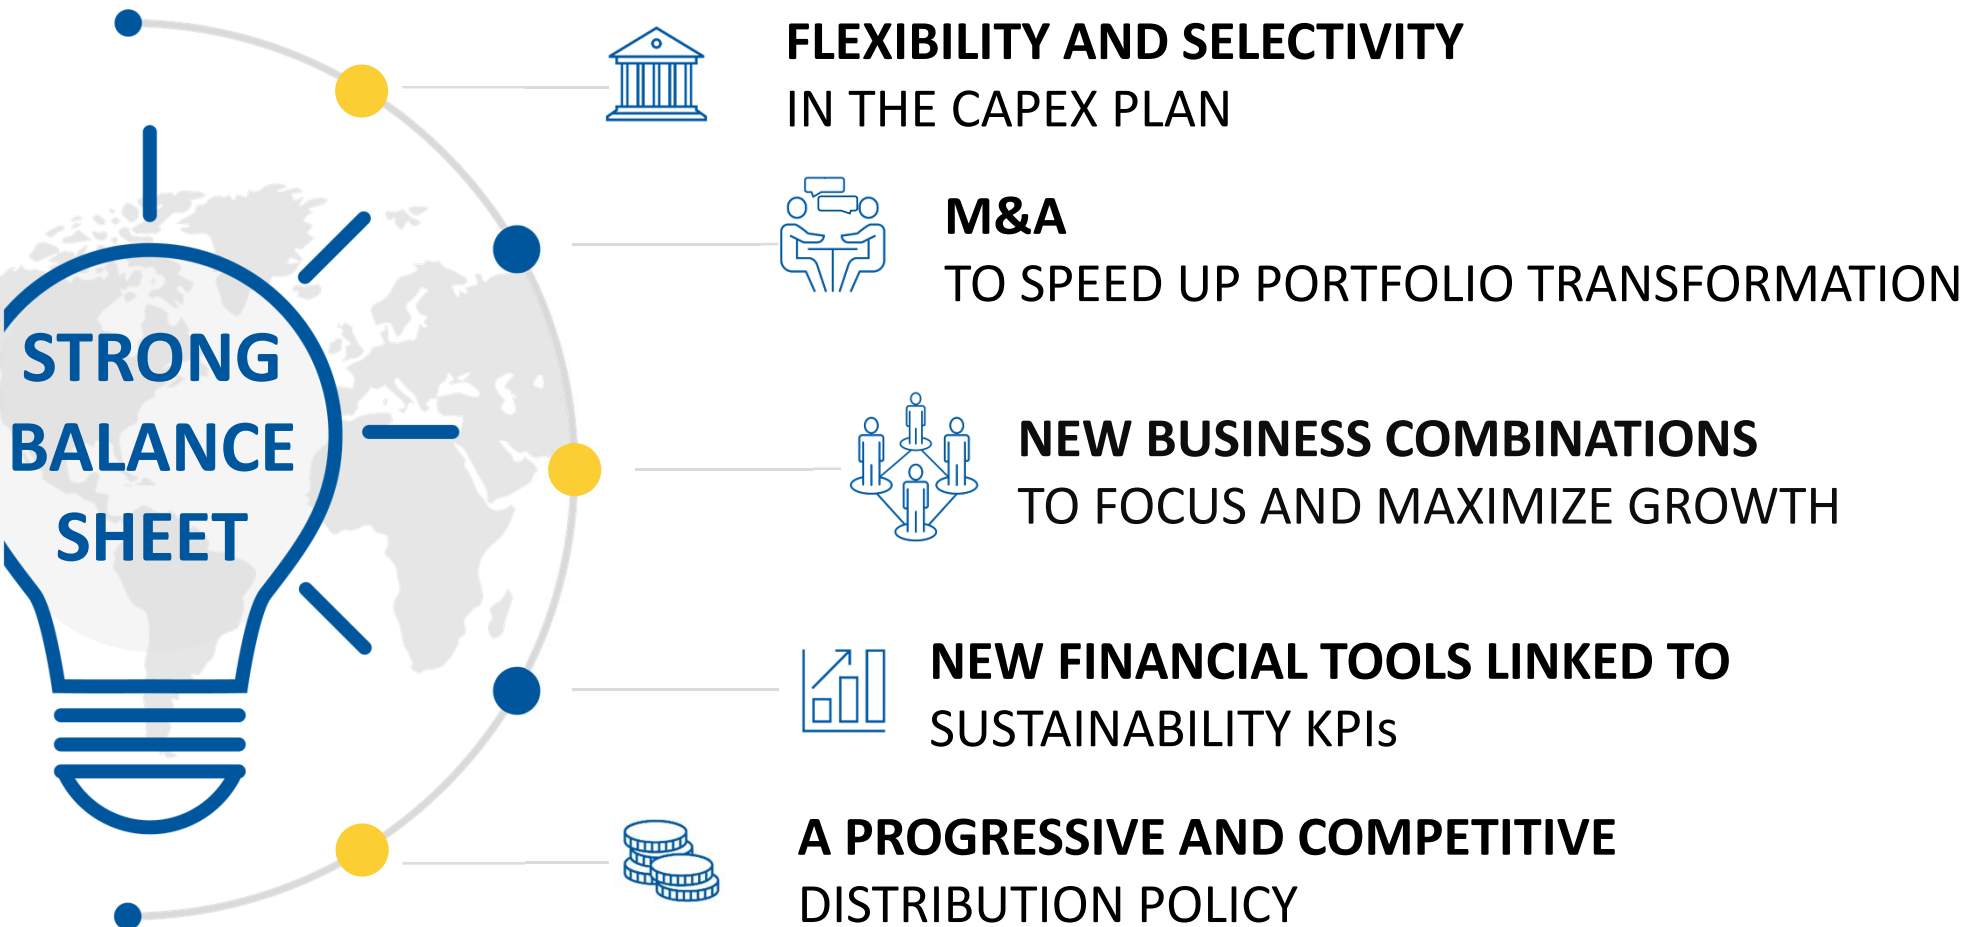 STRONG
BALANCE
SHEET
FLEXIBILITY AND SELECTIVITY
IN THE CAPEX PLAN
M&A
TO SPEED UP PORTFOLIO TRANSFORMATION
NEW BUSINESS COMBINATIONS
TO FOCUS AND MAXIMIZE GROWTH
NEW FINANCIAL TOOLS LINKED TO
SUSTAINABILITY KPIs
A PROGRESSIVE AND COMPETITIVE
DISTRIBUTION POLICY